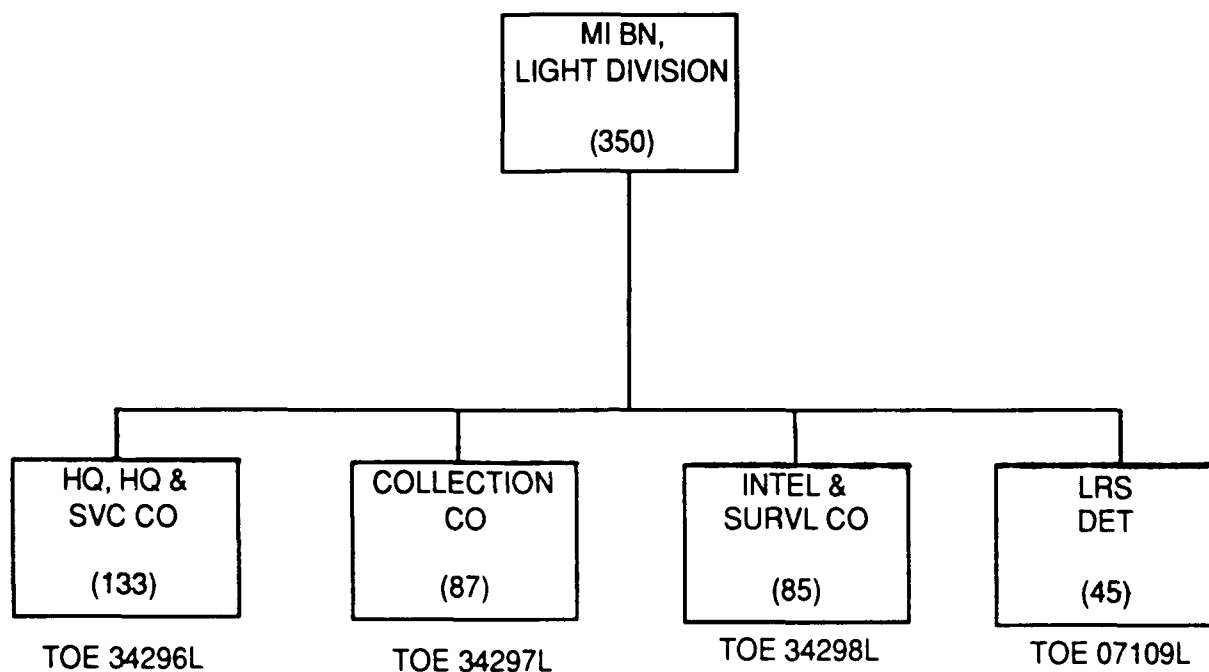 MI BN,
LIGHT DIVISION
(350)
HQ, HQ &
SVC CO
(133)
TOE 34296L
COLLECTION
CO
(87)
TOE 34297L
INTEL &
SURVL CO
(85)
TOE 34298L
LRS
DET
(45)
TOE 07109L